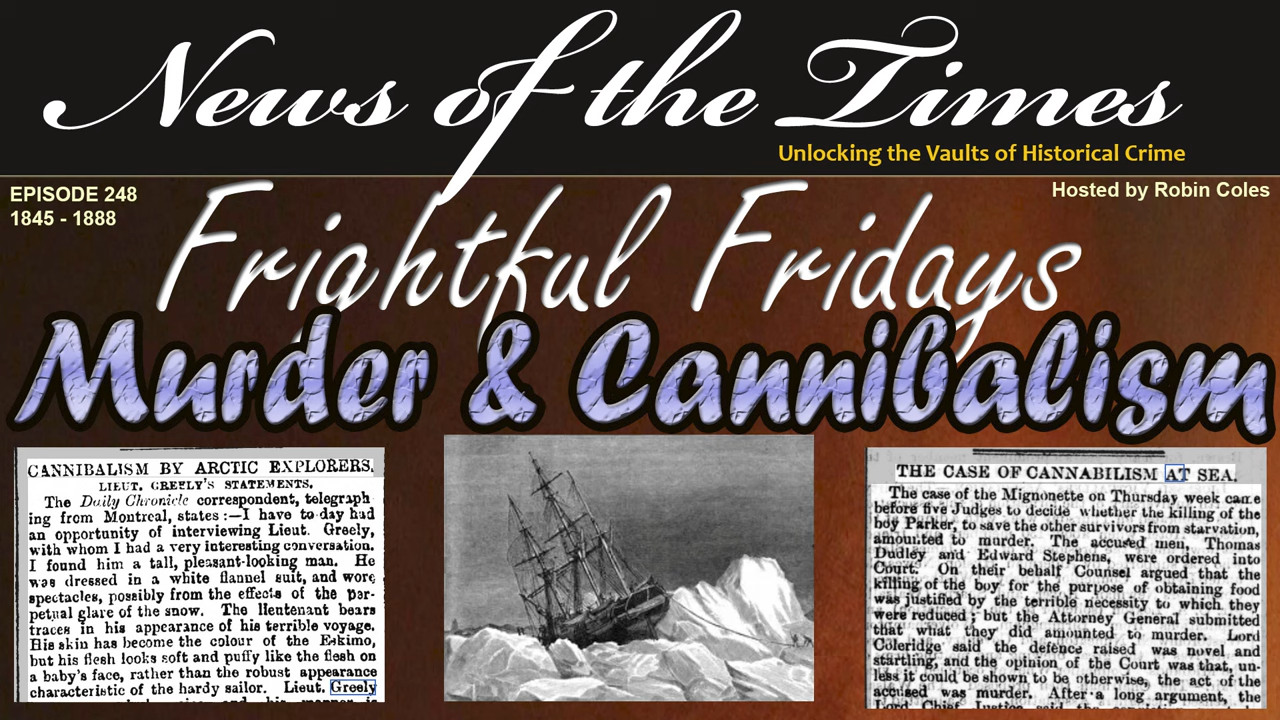 News of the Times
Unlocking the Vaults of Historical Crime
EPISODE 248
1845 - 1888
Hosted by Robin Coles
Frightful Fridays
Murder & Cannibalism
CANNIBALISM BY ARCTIC EXPLORERS.
LIEUT. GREELY'S STATEMENTS.
The Daily Chronicle correspondent, telegraph
ing from Montreal, states :—I have to-day had
an opportunity of interviewing Lieut. Greely,
with whom I had a very interesting conversation.
I found him a tall, pleasant-looking man. He
was dressed in a white flannel suit, and wore
spectacles, possibly from the effects of the per-
petual glare of the snow. The lieutenant bears
traces in his appearance of his terrible voyage.
His skin has become the colour of the Eskimo,
but his flesh looks soft and puffy like the flesh on
a baby's face, rather than the robust appearance
characteristic of the hardy sailor. Lieut. Greely
THE CASE OF CANNABILISM AT SEA.
The case of the Mignonette on Thursday week came
before five Judges to decide whether the killing of the
boy Parker, to save the other survivors from starvation,
amounted to murder. The accused men, Thomas
Dudley and Edward Stephens, were ordered into
Court. On their behalf Counsel argued that the
killing of the boy for the purpose of obtaining food
was justified by the terrible necessity to which they
were reduced ; but the Attorney General submitted
that what they did amounted to murder. Lord
Coleridge said the defence raised was novel and
startling, and the opinion of the Court was that, un-
less it could be shown to be otherwise, the act of the
accused was murder. After a long argument, the